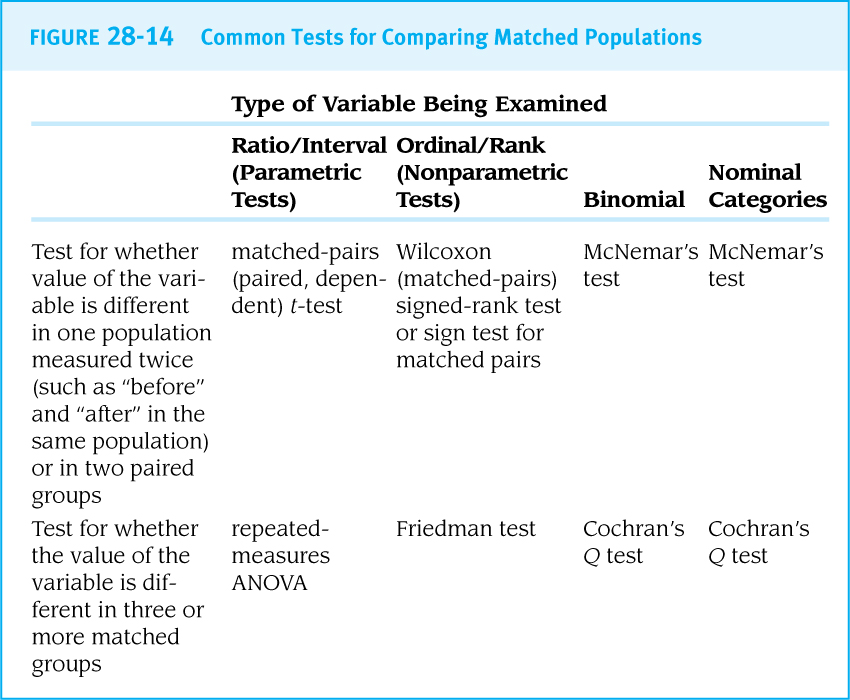 FIGURE 28-14 Common Tests for Comparing Matched Populations
Type of Variable Being Examined
Ratio/Interval
(Parametric
Tests)
Ordinal/Rank
(Nonparametric
Tests)
Binomial
Nominal
Categories
Test for whether
value of the vari-
able is different
in one population
measured twice
(such as “before”
and “after” in the
same population)
or in two paired
groups
matched-pairs
(paired, depen-
dent) t-test
Wilcoxon
(matched-pairs)
signed-rank test
or sign test for
matched pairs
McNemar’s
test
McNemar’s
test
Test for whether
the value of the
variable is dif-
ferent in three or
more matched
groups
repeated-
measures
ANOVA
Friedman test
Cochran’s
Q test
Cochran’s
Q test